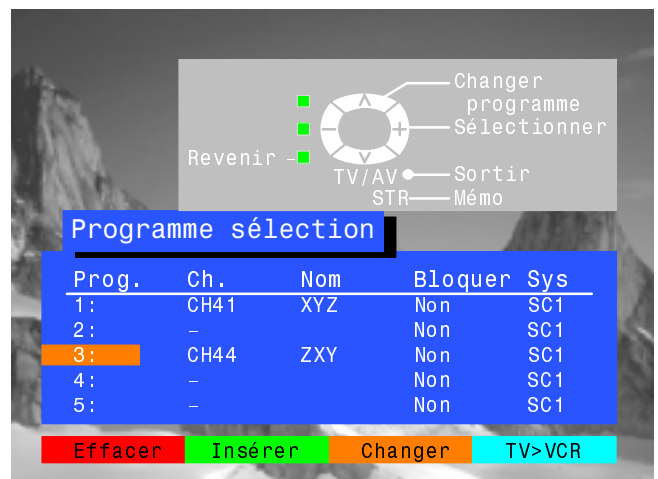 Changer
programme
Sélectionner
Revenir
TV/AV
Sortir
STR
Mémo
Programme sélection
Prog. Ch. Nom Bloquer Sys
1: CH41 XYZ Non SC1
2: – Non SC1
3: CH44 ZXY Non SC1
4: – Non SC1
5: – Non SC1
Effacer Insérer Changer TV>VCR